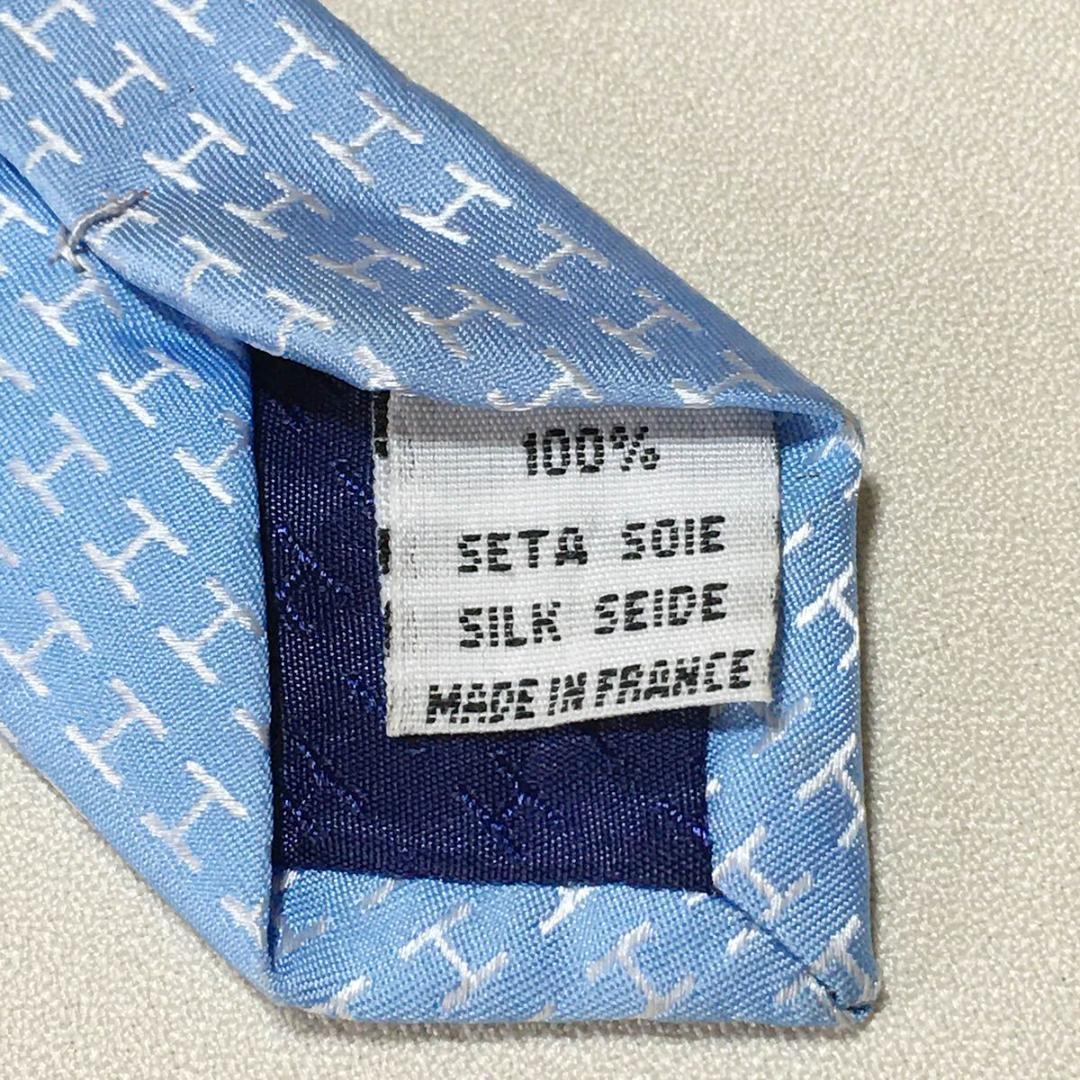 100%
SETA SOIE
SILK SEIDE
MADE IN FRANCE